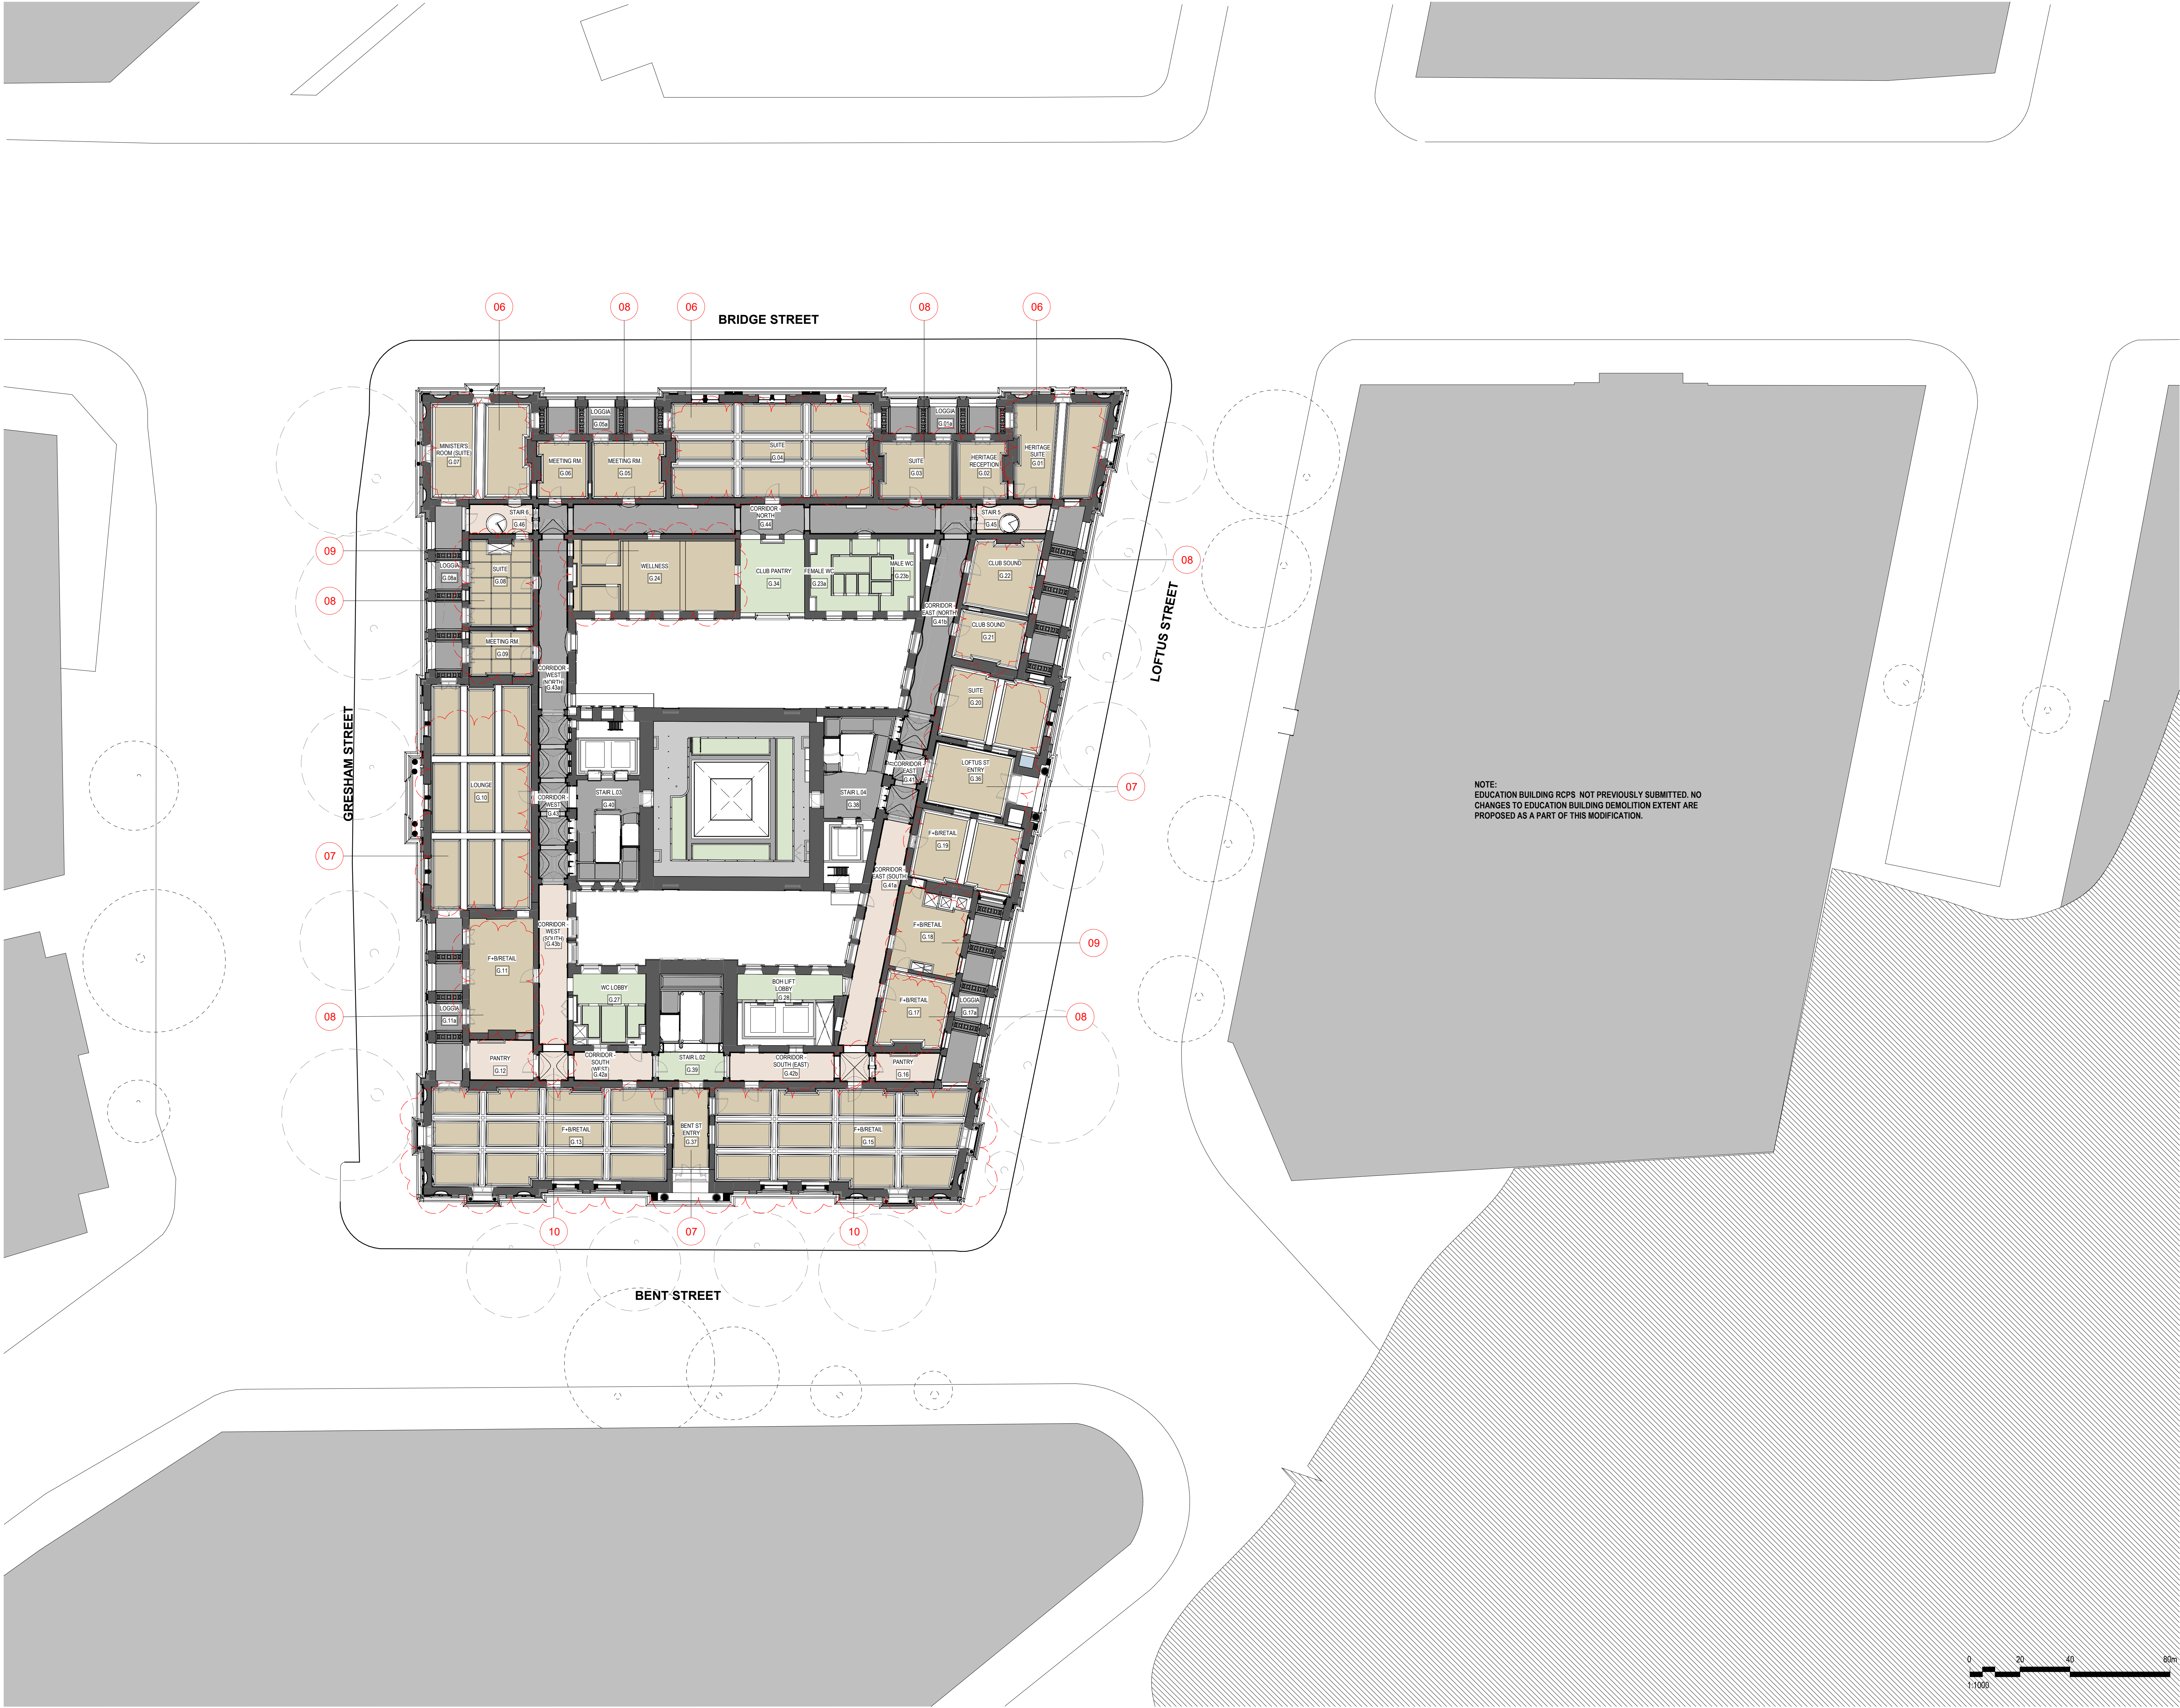 06
08
06
08
06
BRIDGE STREET
LOGGIA
G.05a
LOGGIA
G.01a
MINISTER'S
ROOM (SUITE)
G.07
MEETING RM.
G.06
MEETING RM.
G.05
SUITE
G.04
SUITE
G.03
HERITAGE
RECEPTION
G.02
HERITAGE
SUITE
G.01
STAIR 6
G.46
CORRIDOR -
NORTH
G.44
STAIR 5
G.45
09
08
LOGGIA
G.08a
SUITE
G.08
WELLNESS
G.24
CLUB PANTRY
G.34
FEMALE WC
G.23a
MALE WC
G.23b
CLUB SOUND
G.22
08
CORRIDOR -
EAST (NORTH)
G.41b
CLUB SOUND
G.21
MEETING RM.
G.09
CORRIDOR -
WEST
(NORTH)
G.43a
SUITE
G.20
LOFTUS STREET
GRESHAM STREET
LOUNGE
G.10
CORRIDOR -
WEST
G.43
STAIR L.03
G.40
STAIR L.04
G.38
CORRIDOR -
EAST
G.41
LOFTUS ST
ENTRY
G.36
07
NOTE:
EDUCATION BUILDING RCPS NOT PREVIOUSLY SUBMITTED. NO
CHANGES TO EDUCATION BUILDING DEMOLITION EXTENT ARE
PROPOSED AS A PART OF THIS MODIFICATION.
07
F+B/RETAIL
G.19
CORRIDOR -
EAST (SOUTH)
G.41a
CORRIDOR -
WEST
(SOUTH)
G.43b
F+B/RETAIL
G.18
09
F+B/RETAIL
G.11
WC LOBBY
G.27
BOH LIFT
LOBBY
G.28
F+B/RETAIL
G.17
LOGGIA
G.17a
08
08
LOGGIA
G.11a
PANTRY
G.12
CORRIDOR -
SOUTH
(WEST)
G.42a
STAIR L.02
G.39
CORRIDOR -
SOUTH (EAST)
G.42b
PANTRY
G.16
F+B/RETAIL
G.13
BENT ST
ENTRY
G.37
F+B/RETAIL
G.15
10
07
10
BENT STREET
0 20 40 80m
1:1000